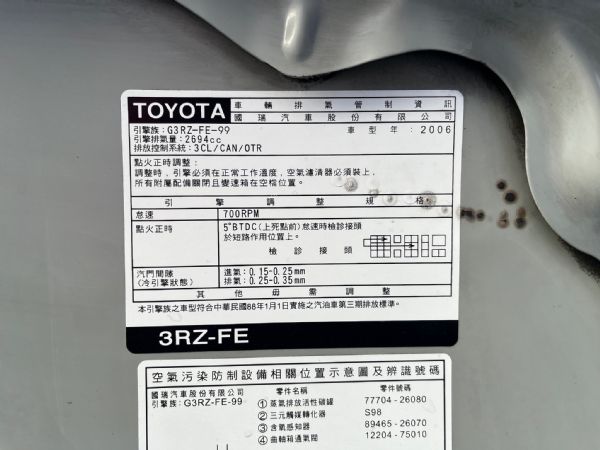 TOYOTA 車輛排氣管制資訊
國瑞汽車股份有限公司
引擎族:G3RZ-FE-99 車型年:2006
引擎排氣量:2694cc
排放控制系統:3CL/CAN/OTR
點火正時調整:
調整時,引擎必須在正常工作溫度,空氣濾清器必須裝上,
所有附屬配備關閉且變速箱在空檔位置。
引擎調整規格
怠速 700RPM
點火正時 5°BTDC(上死點前)怠速時檢診接頭
於短路作用位置上。
檢診接頭
汽門間隙 進氣:0.15-0.25mm
(冷引擎狀態) 排氣:0.25-0.35mm
其他毋需調整
本引擎族之車型符合中華民國88年1月1日實施之汽油車第三期排放標準。
3RZ-FE
空氣污染防制設備相關位置示意圖及辨識號碼
國瑞汽車股份有限公司 零件名稱 零件號碼
引擎族:G3RZ-FE-99 ①蒸氣排放活性碳罐 77704-26080
②三元觸媒轉化器 S98
③含氧感知器 89465-26070
④曲軸箱通氣閥 12204-75010